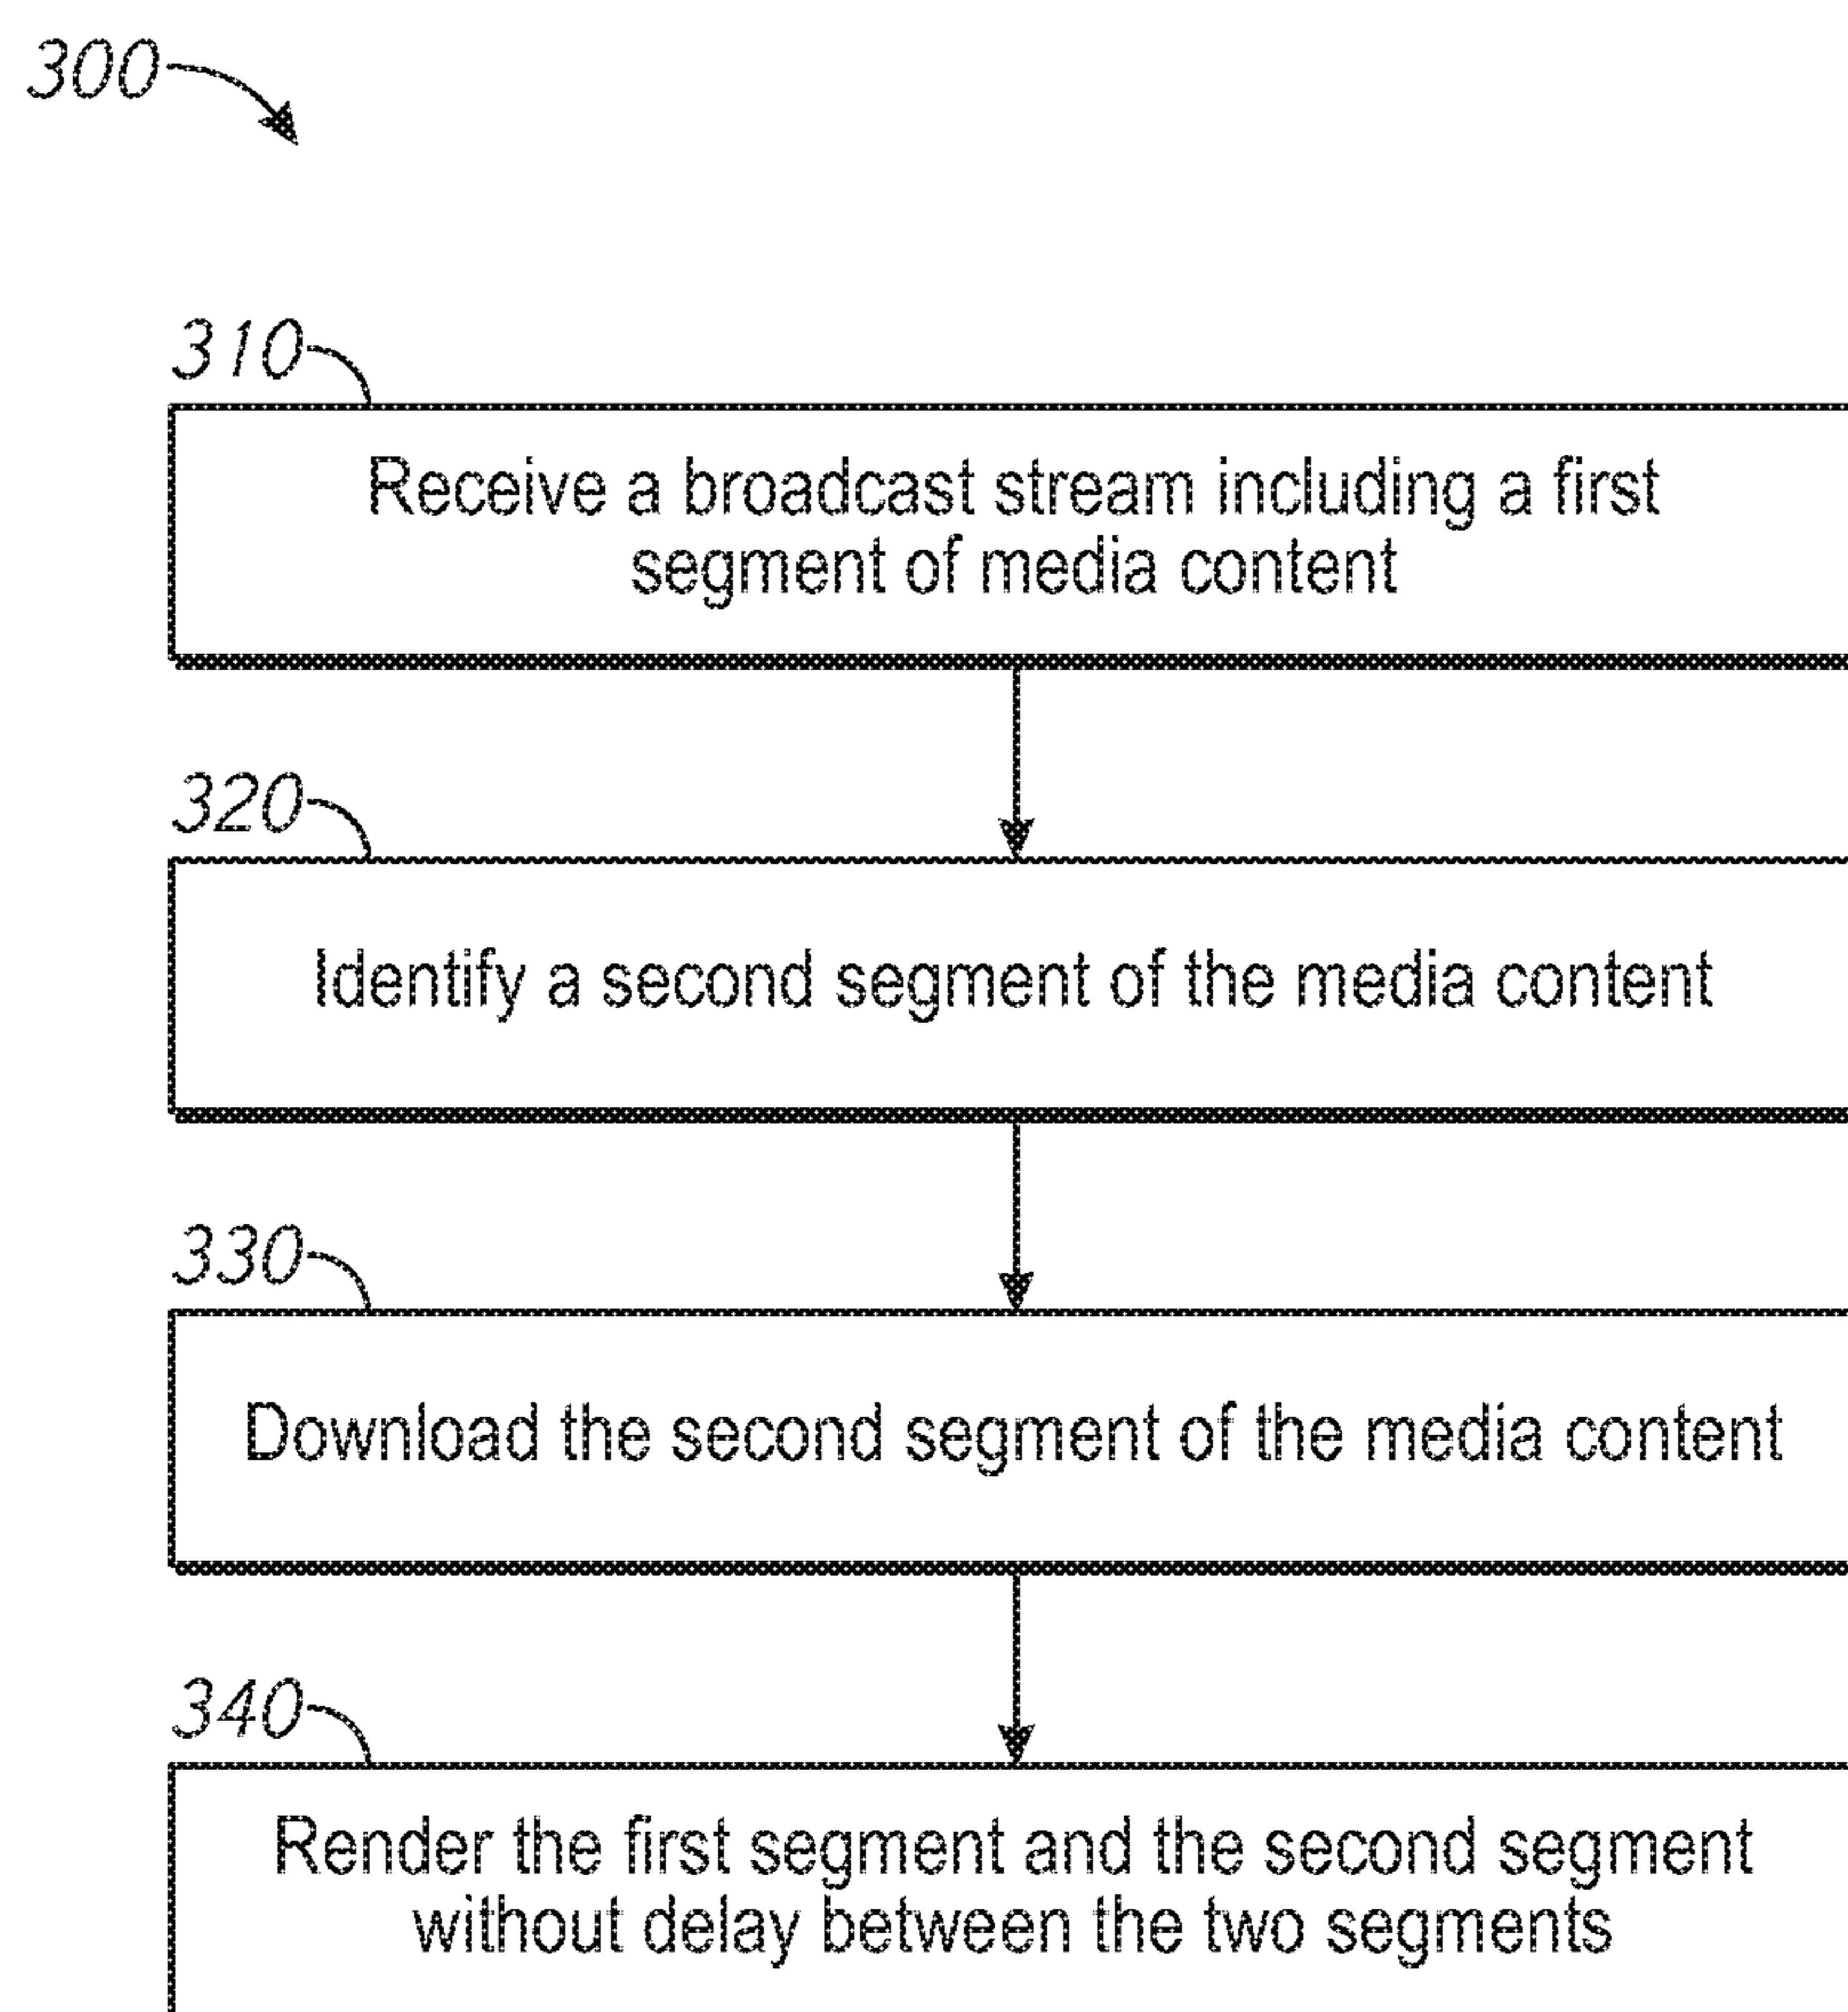 300
310
Receive a broadcast stream including a first
segment of media content
320
Identify a second segment of the media content
330
Download the second segment of the media content
340
Render the first segment and the second segment
without delay between the two segments